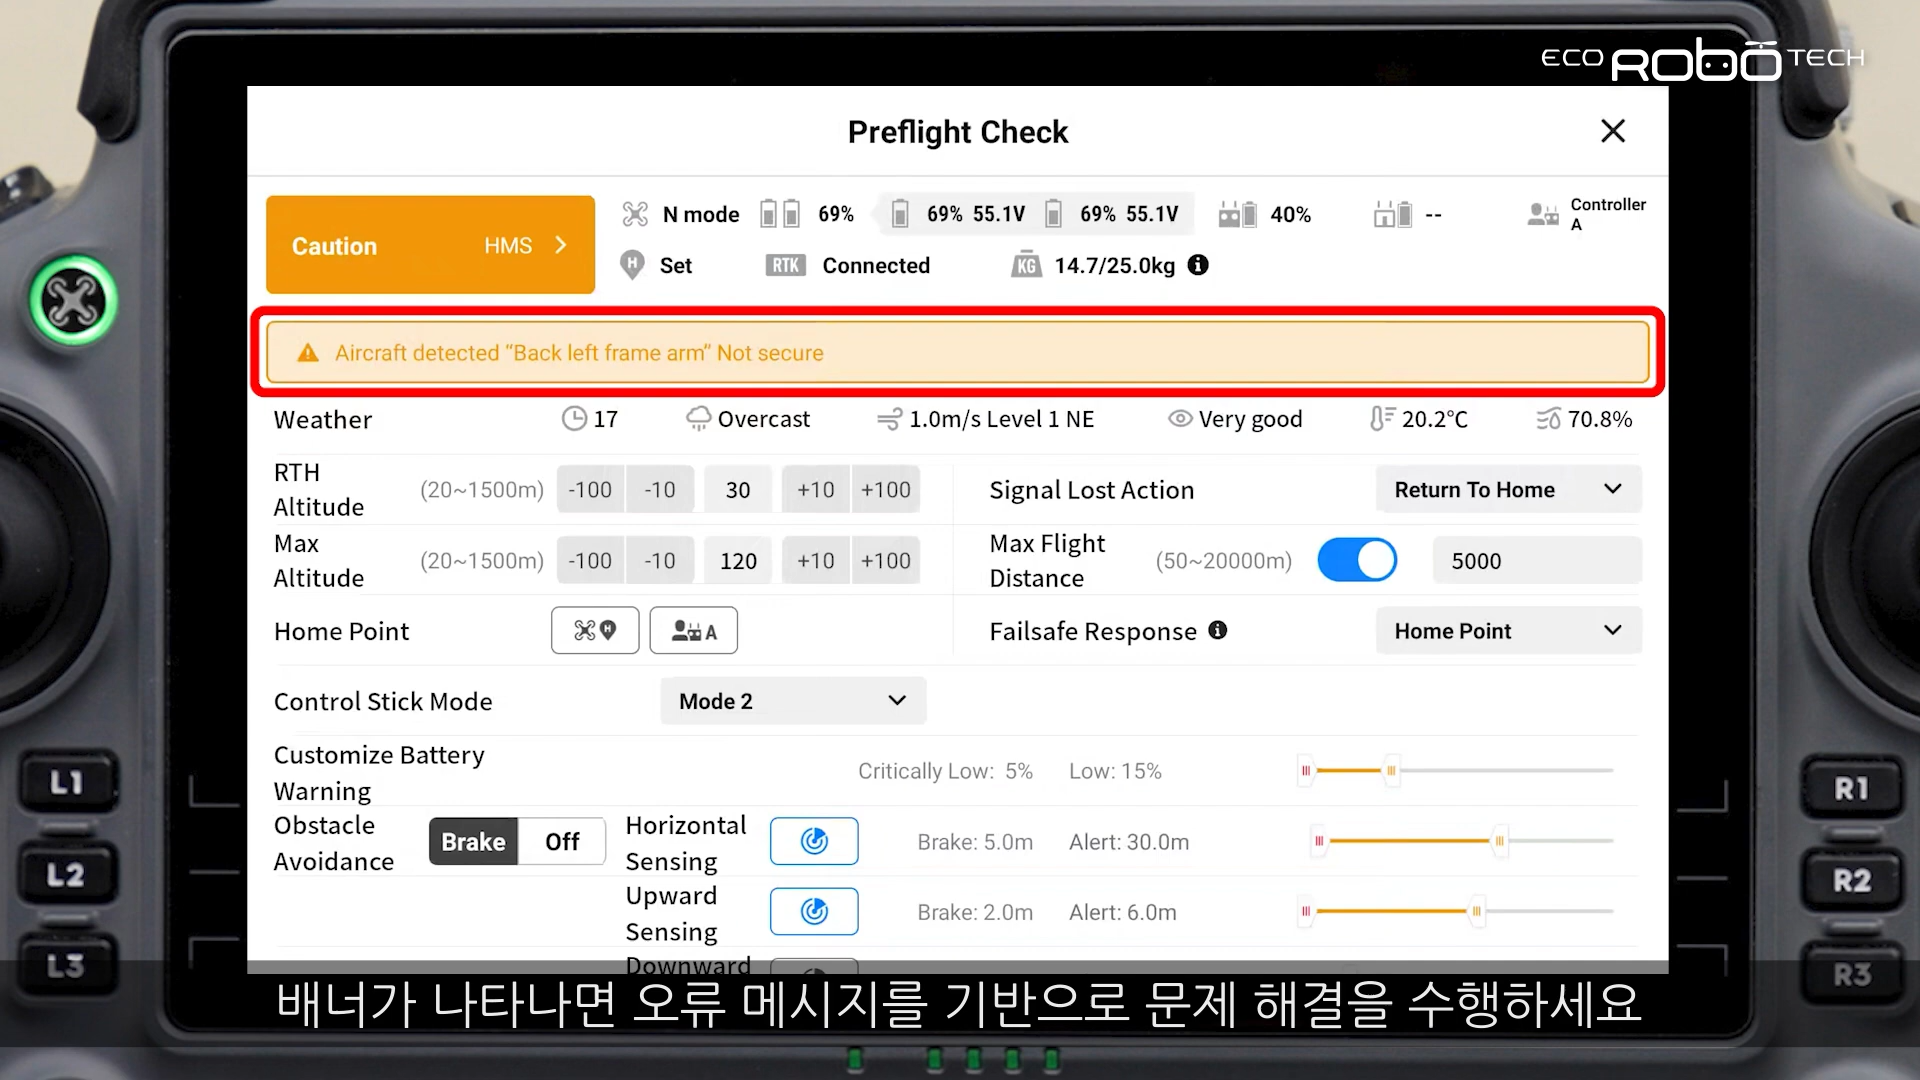 ECO ROBO TECH
Preflight Check
Caution HMS
N mode 69% 69% 55.1V 69% 55.1V 40% -- Controller A
H Set RTK Connected KG 14.7/25.0kg
Aircraft detected “Back left frame arm” Not secure
Weather 17 Overcast 1.0m/s Level 1 NE Very good 20.2°C 70.8%
RTH Altitude (20~1500m) -100 -10 30 +10 +100 Signal Lost Action Return To Home
Max Altitude (20~1500m) -100 -10 120 +10 +100 Max Flight Distance (50~20000m) 5000
Home Point H A Failsafe Response Home Point
Control Stick Mode Mode 2
Customize Battery Warning Critically Low: 5% Low: 15%
Obstacle Avoidance Brake Off Horizontal Sensing Brake: 5.0m Alert: 30.0m
Upward Sensing Brake: 2.0m Alert: 6.0m
Downward
L1
L2
L3
R1
R2
R3
배너가 나타나면 오류 메시지를 기반으로 문제 해결을 수행하세요